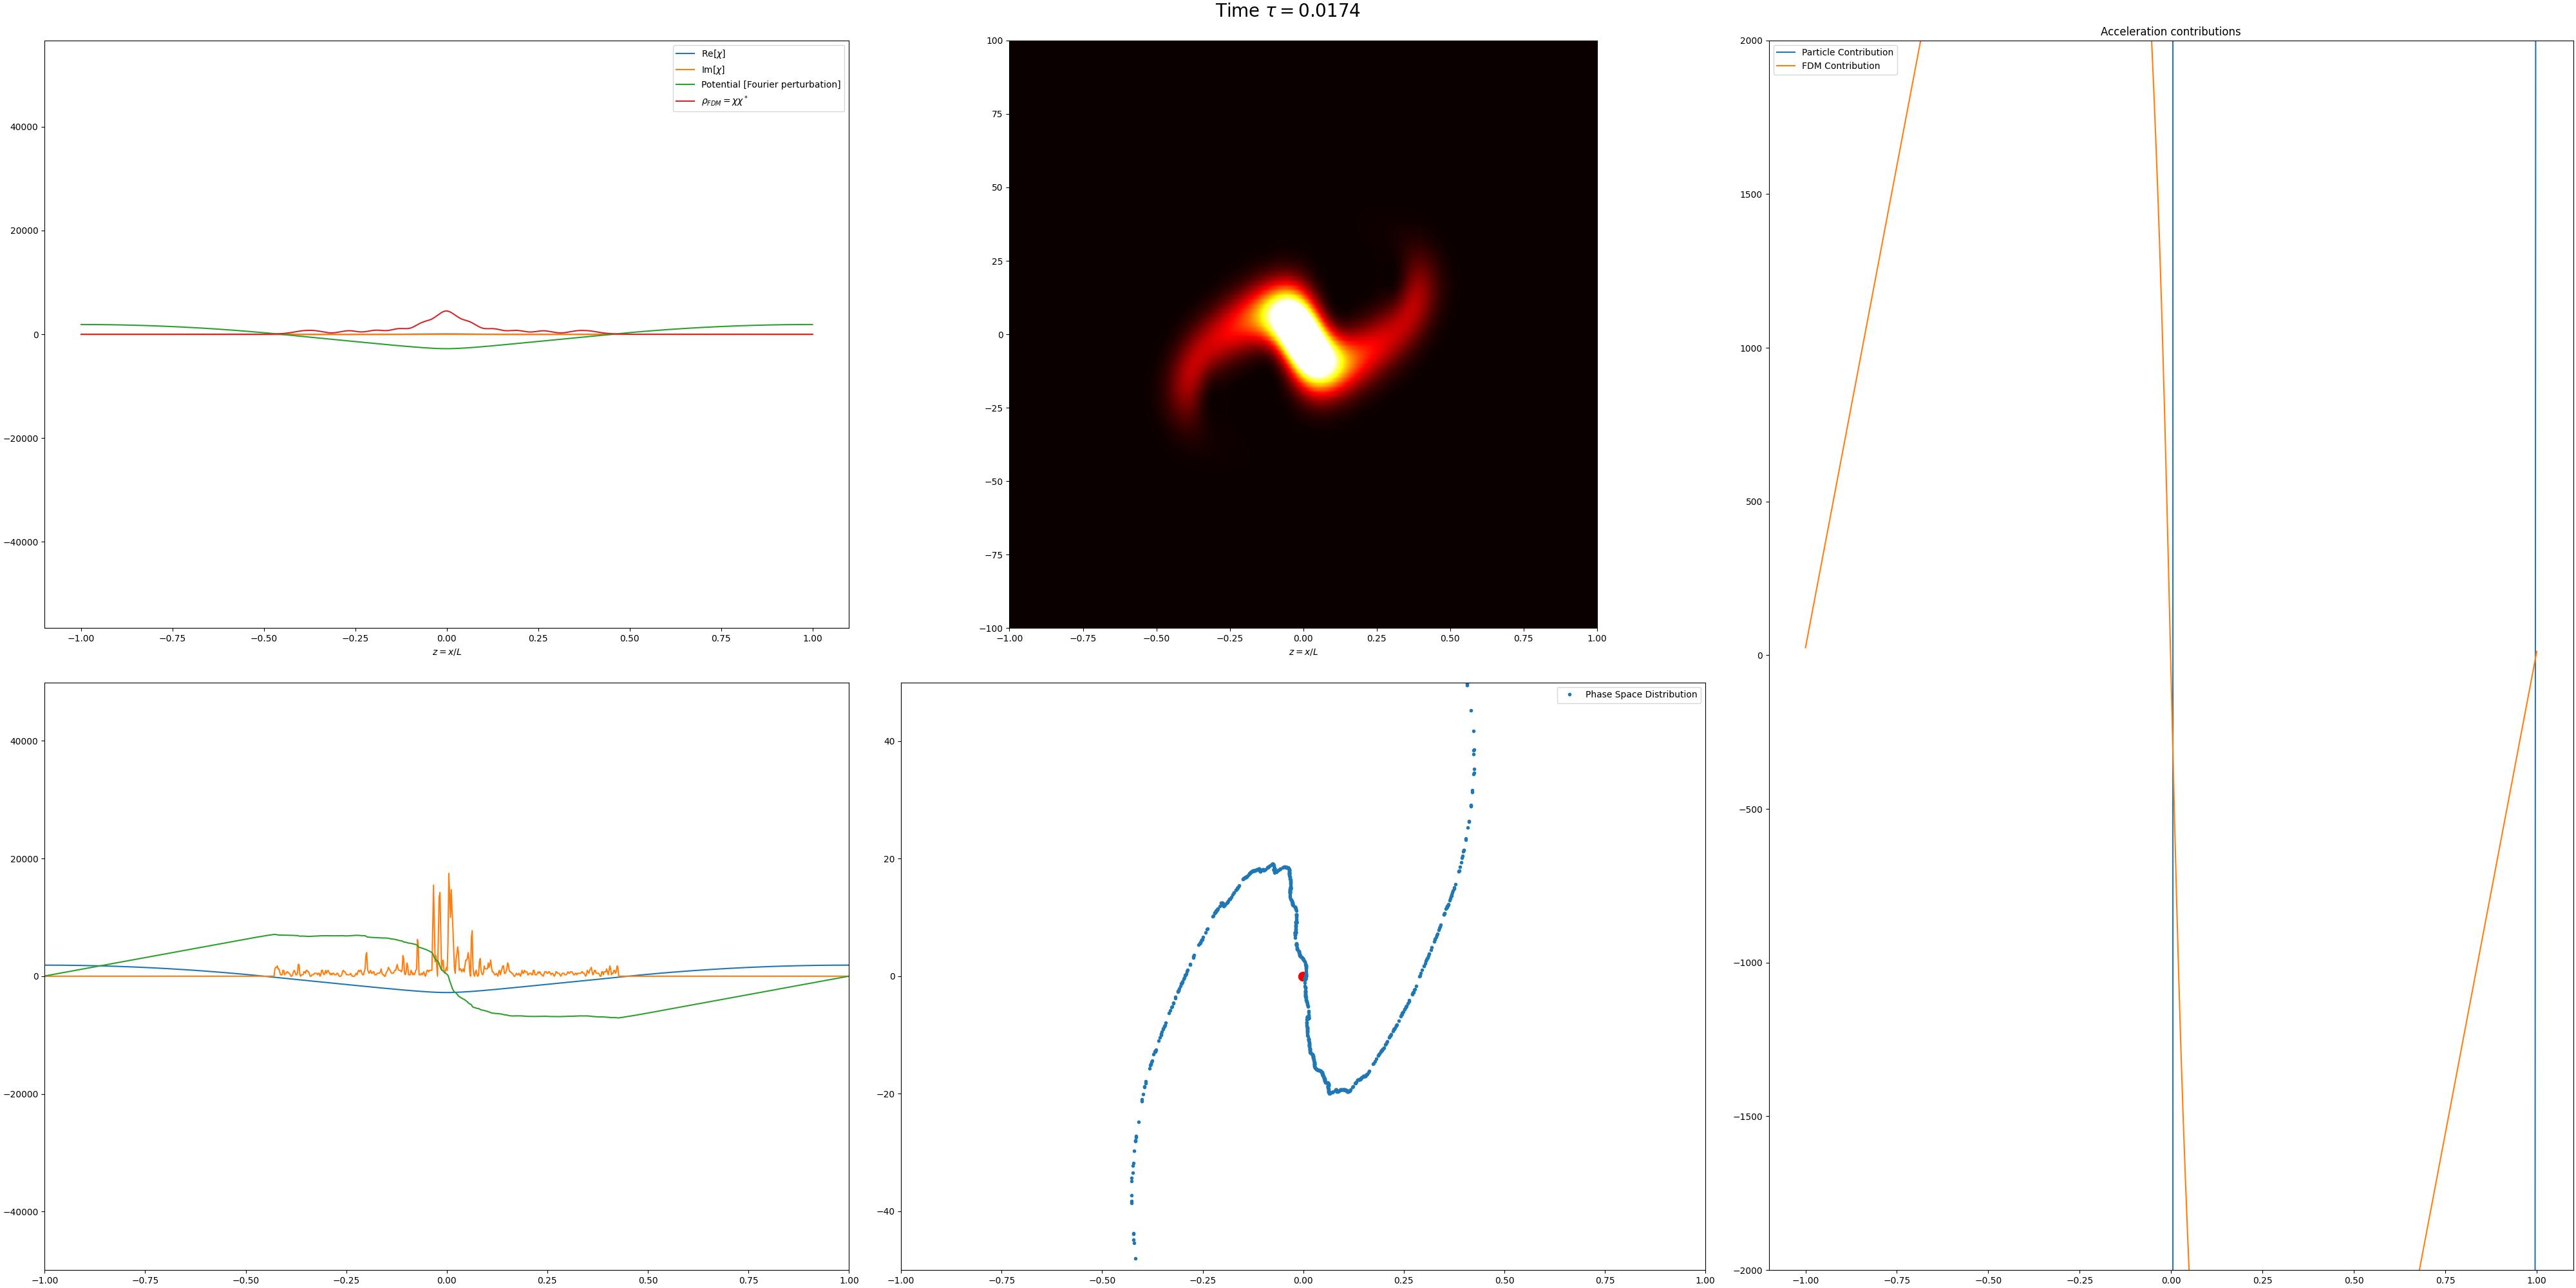 Time τ = 0.0174
Re[χ]
Im[χ]
Potential [Fourier perturbation]
ρ_FDM = χχ*
40000
20000
0
−20000
−40000
−1.00 −0.75 −0.50 −0.25 0.00 0.25 0.50 0.75 1.00
z = x/L
100
75
50
25
0
−25
−50
−75
−100
−1.00 −0.75 −0.50 −0.25 0.00 0.25 0.50 0.75 1.00
z = x/L
Acceleration contributions
Particle Contribution
FDM Contribution
2000
1500
1000
500
0
−500
−1000
−1500
−2000
−1.00 −0.75 −0.50 −0.25 0.00 0.25 0.50 0.75 1.00
40000
20000
0
−20000
−40000
−1.00 −0.75 −0.50 −0.25 0.00 0.25 0.50 0.75 1.00
Phase Space Distribution
40
20
0
−20
−40
−1.00 −0.75 −0.50 −0.25 0.00 0.25 0.50 0.75 1.00